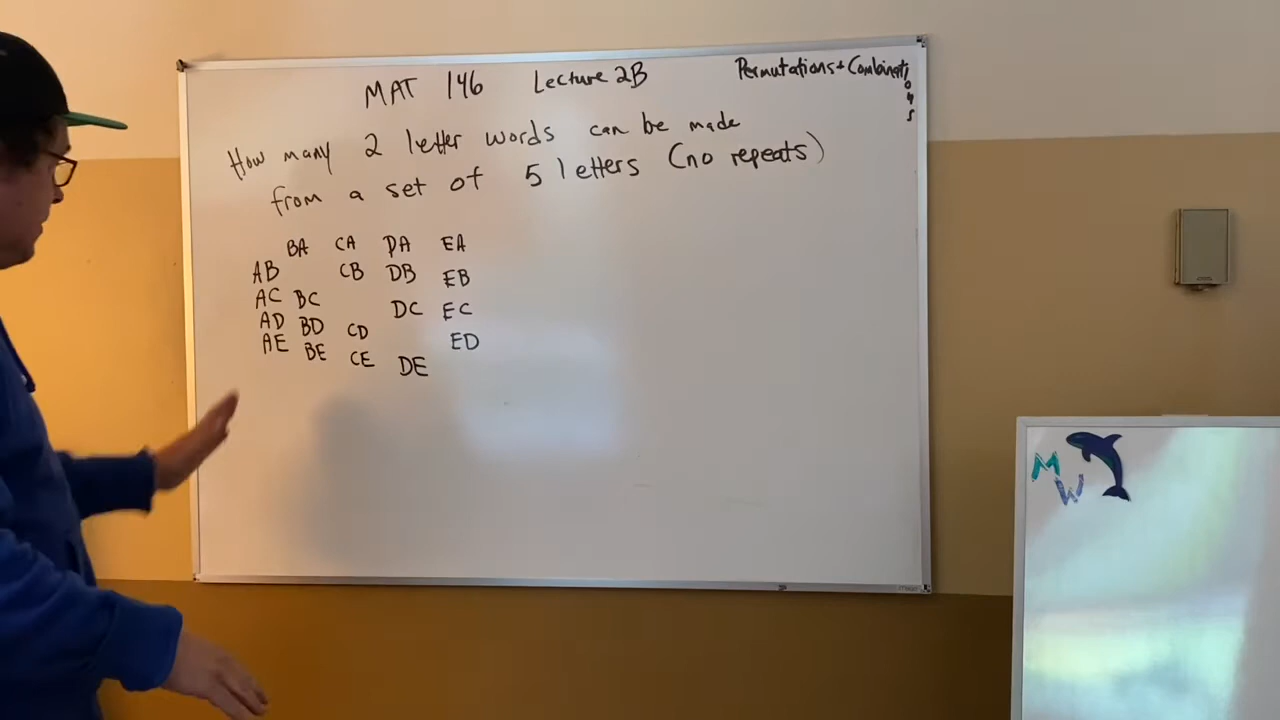 MAT 146 Lecture 2B Permutations + Combinations
How many 2 letter words can be made
from a set of 5 letters (no repeats)
BA CA DA EA
AB CB DB EB
AC BC DC EC
AD BD CD ED
AE BE CE DE
M
W